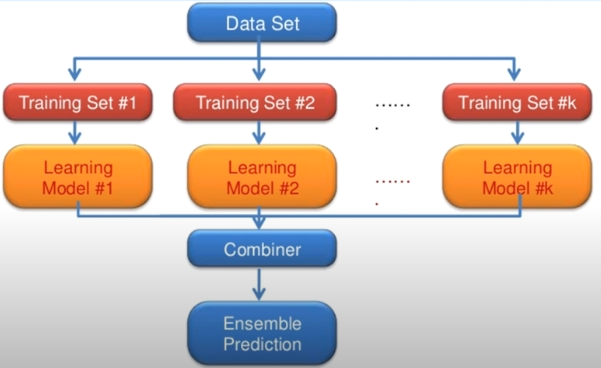 Data Set
Training Set #1
Training Set #2
......
.
Training Set #k
Learning
Model #1
Learning
Model #2
......
.
Learning
Model #k
Combiner
Ensemble
Prediction